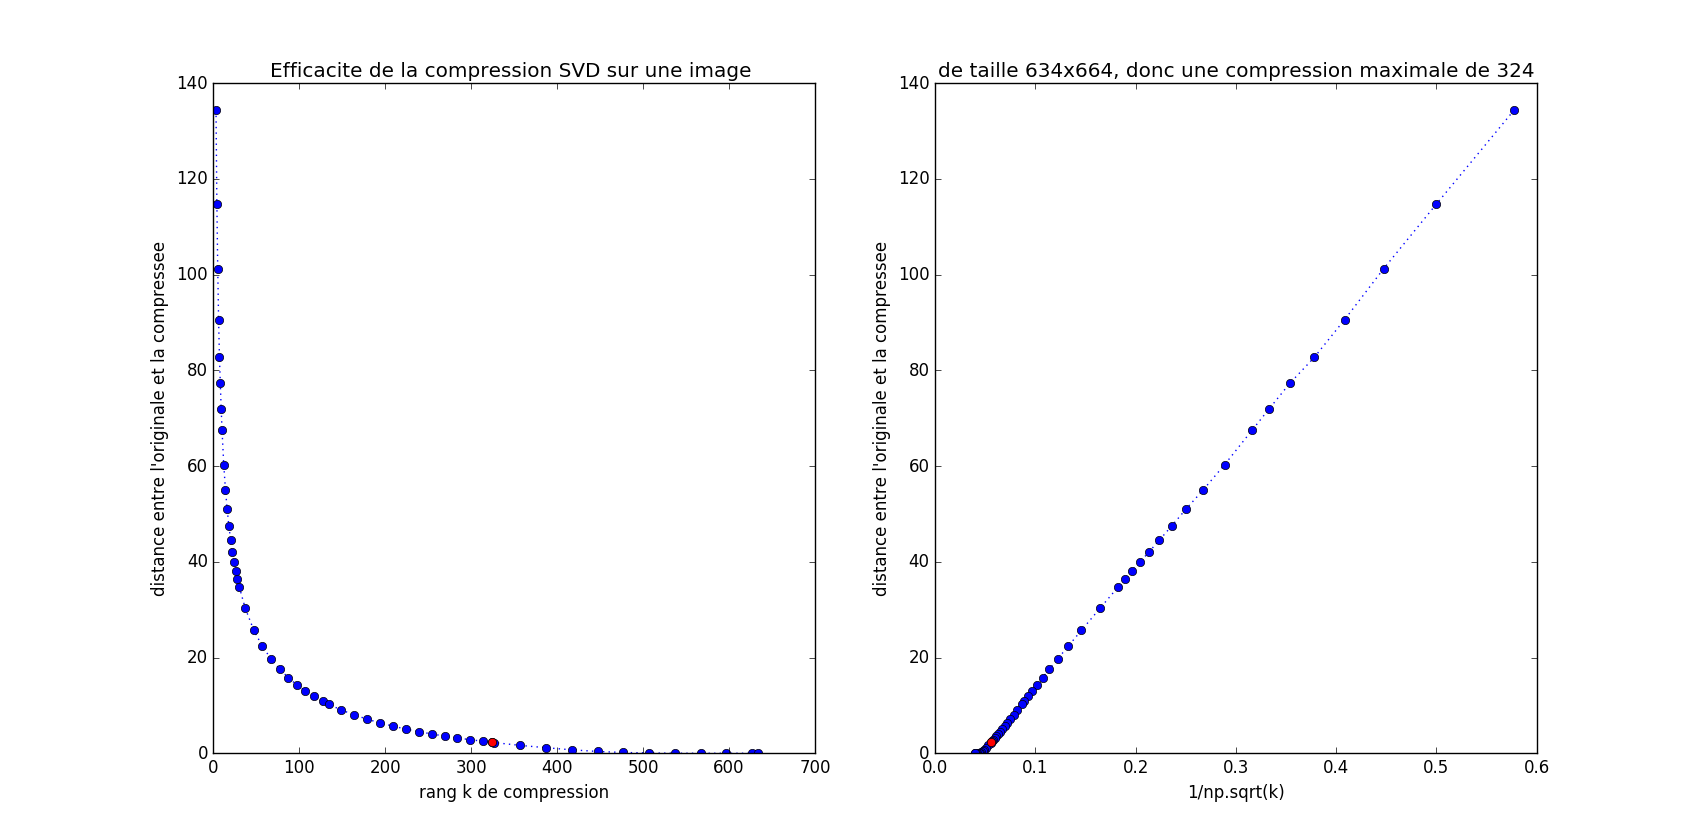 Efficacite de la compression SVD sur une image
140
120
100
80
60
40
20
0
distance entre l'originale et la compressee
0 100 200 300 400 500 600 700
rang k de compression
de taille 634x664, donc une compression maximale de 324
140
120
100
80
60
40
20
0
distance entre l'originale et la compressee
0.0 0.1 0.2 0.3 0.4 0.5 0.6
1/np.sqrt(k)